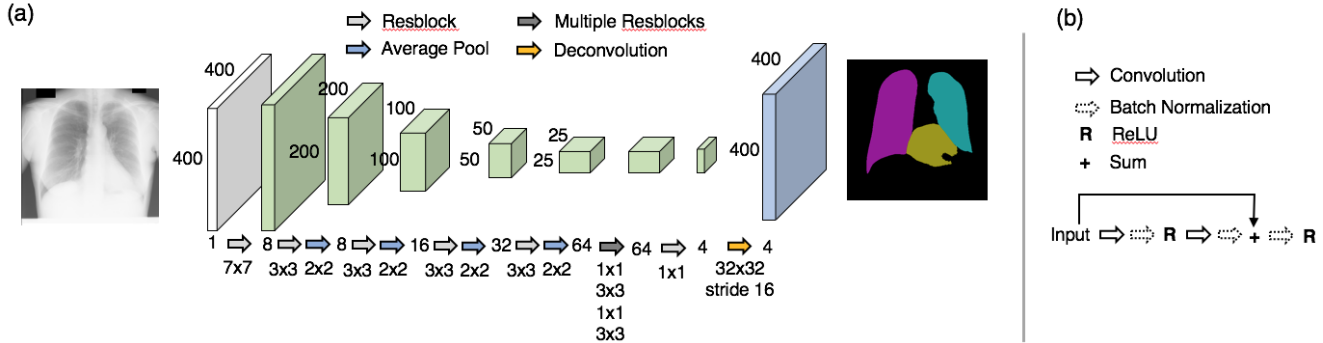 (a)
Resblock
Multiple Resblocks
Average Pool
Deconvolution
400
400
200
200
100
100
50
50
25
25
400
400
1 8 8 16 32 64 64 4 4
7x7 3x3 2x2 3x3 2x2 3x3 2x2 3x3 2x2 1x1 1x1 32x32
3x3 stride 16
1x1
3x3
(b)
Convolution
Batch Normalization
R ReLU
+ Sum
Input R + R